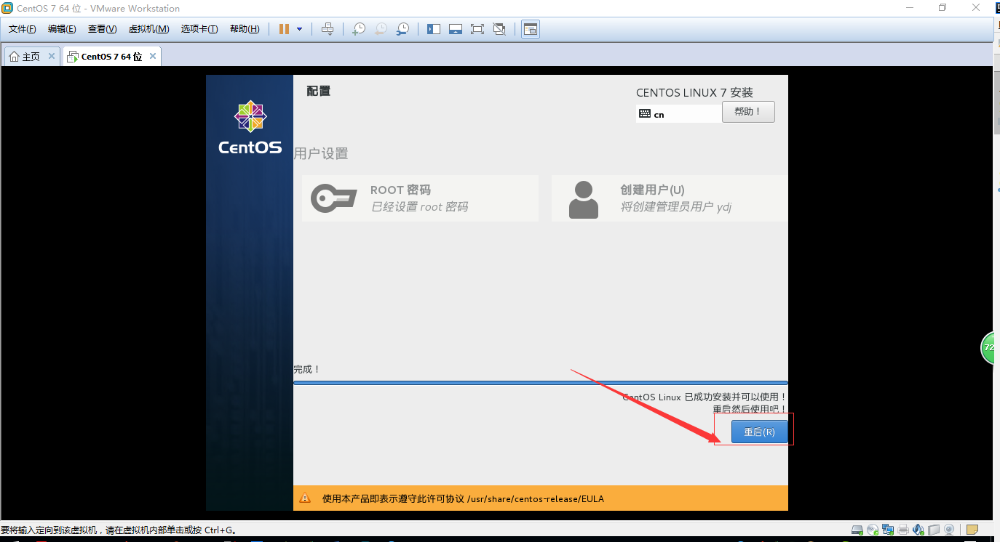 CentOS 7 64 位 - VMware Workstation
文件(F) 编辑(E) 查看(V) 虚拟机(M) 选项卡(T) 帮助(H)
主页 CentOS 7 64 位
配置
CENTOS LINUX 7 安装
cn 帮助！
CentOS
用户设置
ROOT 密码
已经设置 root 密码
创建用户(U)
将创建管理员用户 ydj
72
完成！
CentOS Linux 已成功安装并可以使用！
重启然后使用吧！
重启(R)
使用本产品即表示遵守此许可协议 /usr/share/centos-release/EULA
要将输入定向到该虚拟机，请在虚拟机内部单击或按 Ctrl+G。